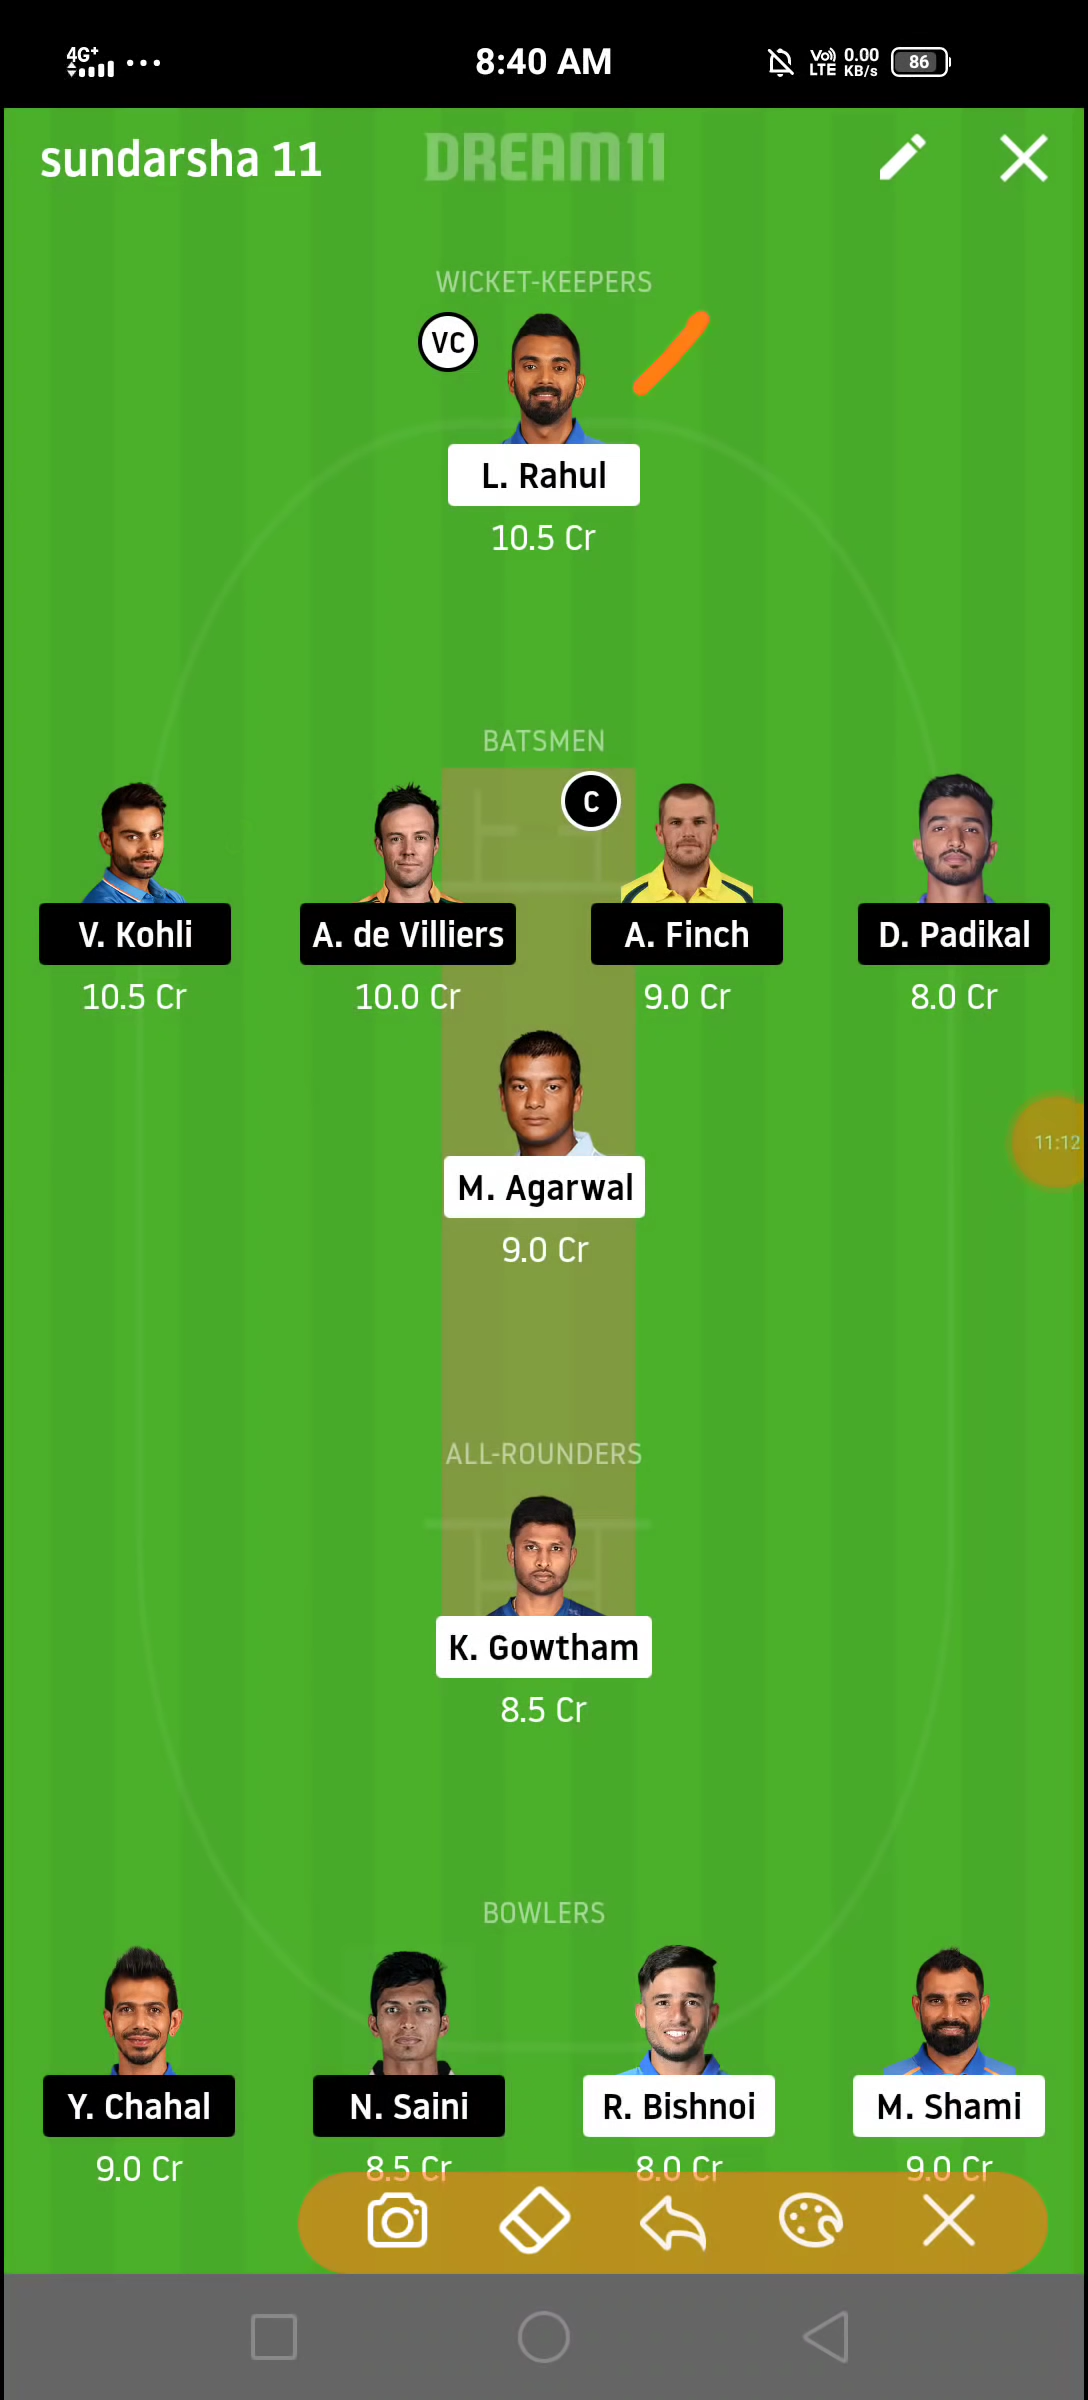 4G+ 8:40 AM Vo) LTE 0.00 KB/s 86
sundarsha 11 DREAM11
WICKET-KEEPERS
VC
L. Rahul
10.5 Cr
BATSMEN
C
V. Kohli A. de Villiers A. Finch D. Padikal
10.5 Cr 10.0 Cr 9.0 Cr 8.0 Cr
M. Agarwal
11:12
9.0 Cr
ALL-ROUNDERS
K. Gowtham
8.5 Cr
BOWLERS
Y. Chahal N. Saini R. Bishnoi M. Shami
9.0 Cr 8.5 Cr 8.0 Cr 9.0 Cr